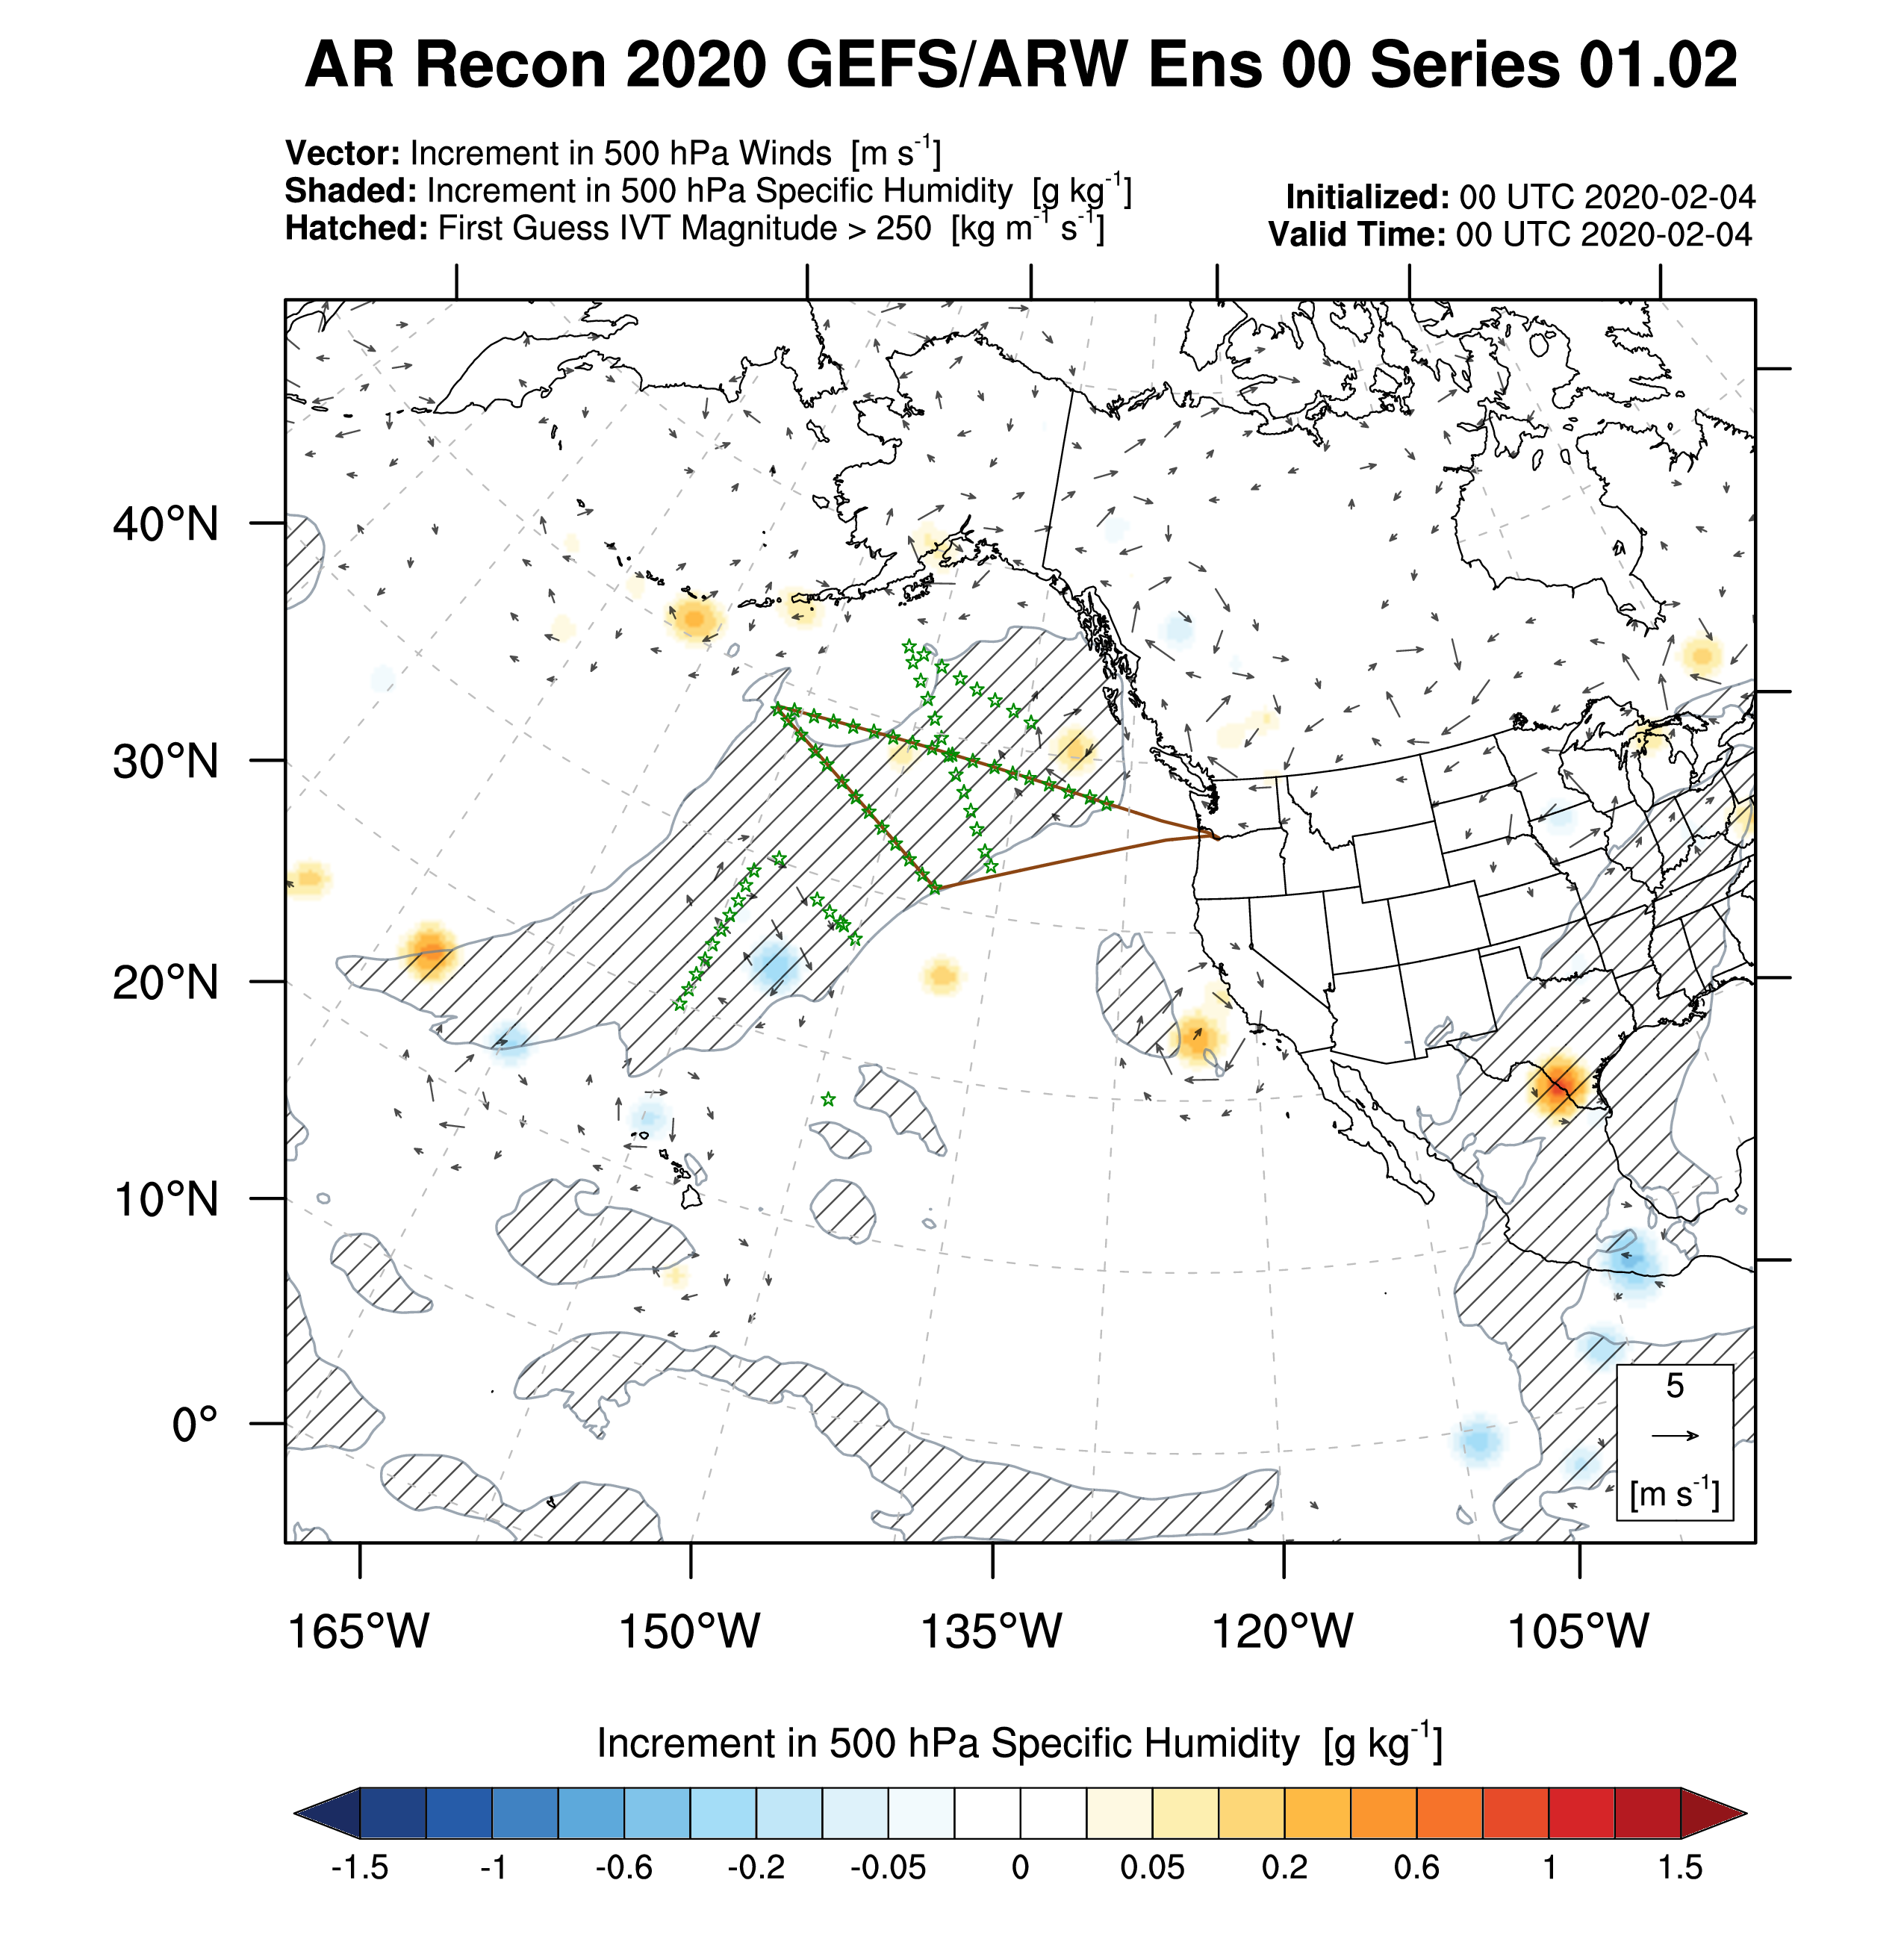 AR Recon 2020 GEFS/ARW Ens 00 Series 01.02
Vector: Increment in 500 hPa Winds [m s-1]
Shaded: Increment in 500 hPa Specific Humidity [g kg-1]
Hatched: First Guess IVT Magnitude > 250 [kg m-1 s-1]
Initialized: 00 UTC 2020-02-04
Valid Time: 00 UTC 2020-02-04
40°N
30°N
20°N
10°N
0°
5
[m s-1]
165°W 150°W 135°W 120°W 105°W
Increment in 500 hPa Specific Humidity [g kg-1]
-1.5 -1 -0.6 -0.2 -0.05 0 0.05 0.2 0.6 1 1.5